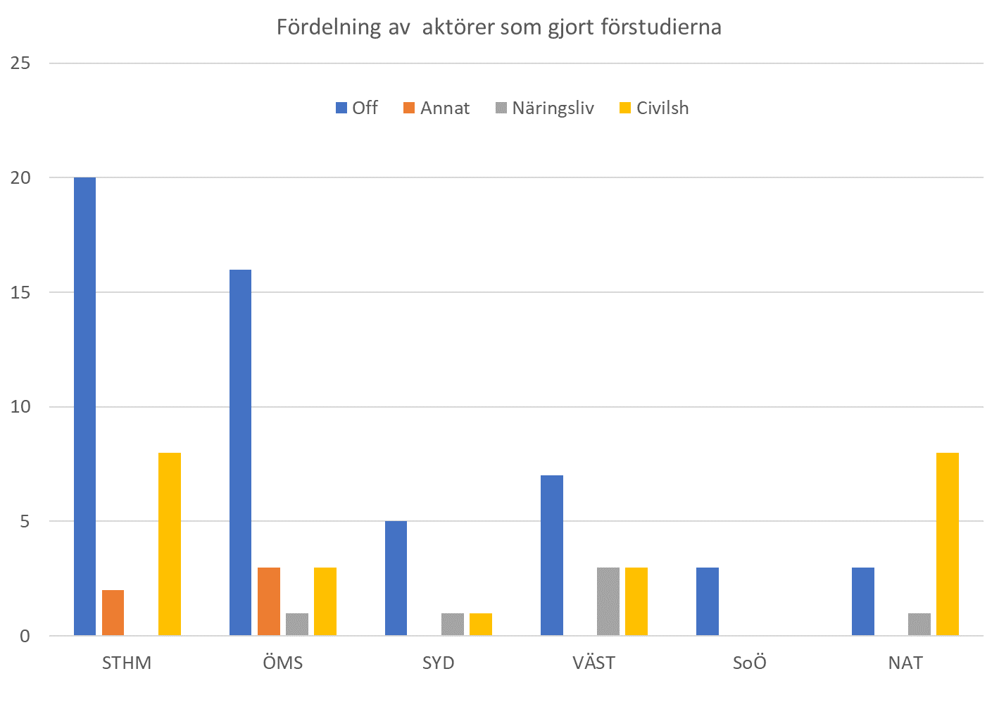 Fördelning av  aktörer som gjort förstudierna
25
Off Annat Näringsliv Civilsh
20
15
10
5
0
STHM ÖMS SYD VÄST SoÖ NAT